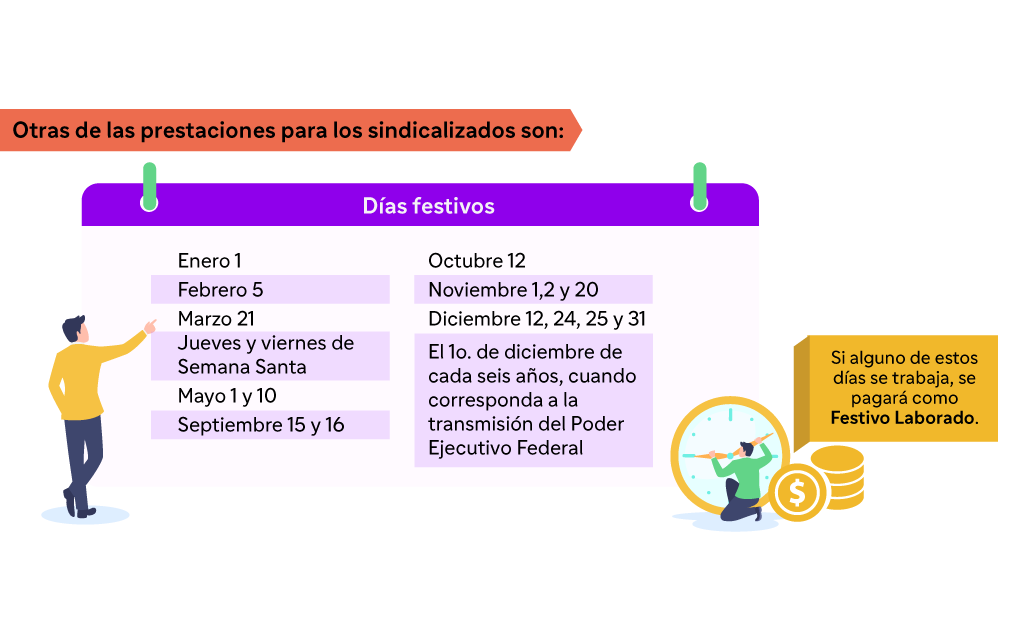 Otras de las prestaciones para los sindicalizados son:
Días festivos
Enero 1
Febrero 5
Marzo 21
Jueves y viernes de
Semana Santa
Mayo 1 y 10
Septiembre 15 y 16
Octubre 12
Noviembre 1,2 y 20
Diciembre 12, 24, 25 y 31
El 1o. de diciembre de
cada seis años, cuando
corresponda a la
transmisión del Poder
Ejecutivo Federal
Si alguno de estos
días se trabaja, se
pagará como
Festivo Laborado.
$